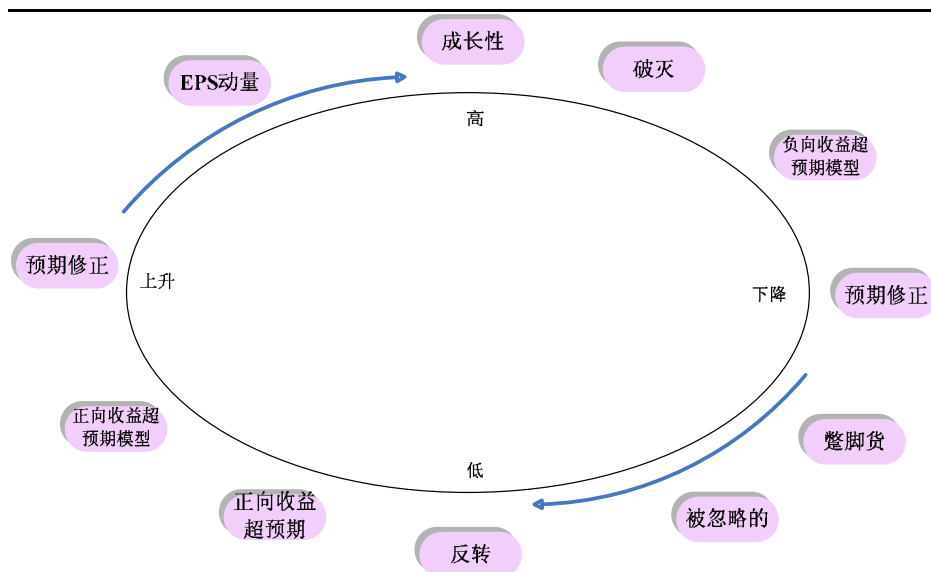 成长性
破灭
EPS动量
高
负向收益超
预期模型
预期修正
上升
下降
预期修正
正向收益超
预期模型
蹩脚货
低
正向收益
超预期
被忽略的
反转